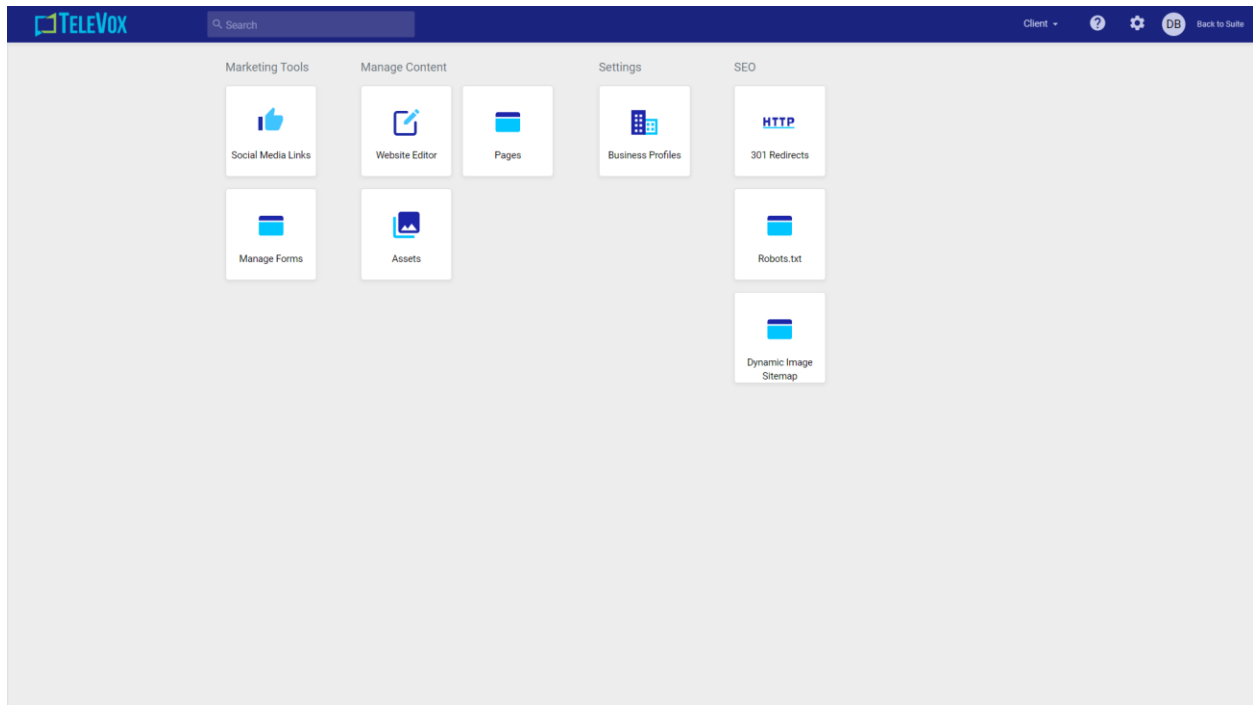 TELEVOX
Search
Client
?
DB
Back to Suite
Marketing Tools
Manage Content
Settings
SEO
Social Media Links
Website Editor
Pages
Business Profiles
HTTP
301 Redirects
Manage Forms
Assets
Robots.txt
Dynamic Image
Sitemap